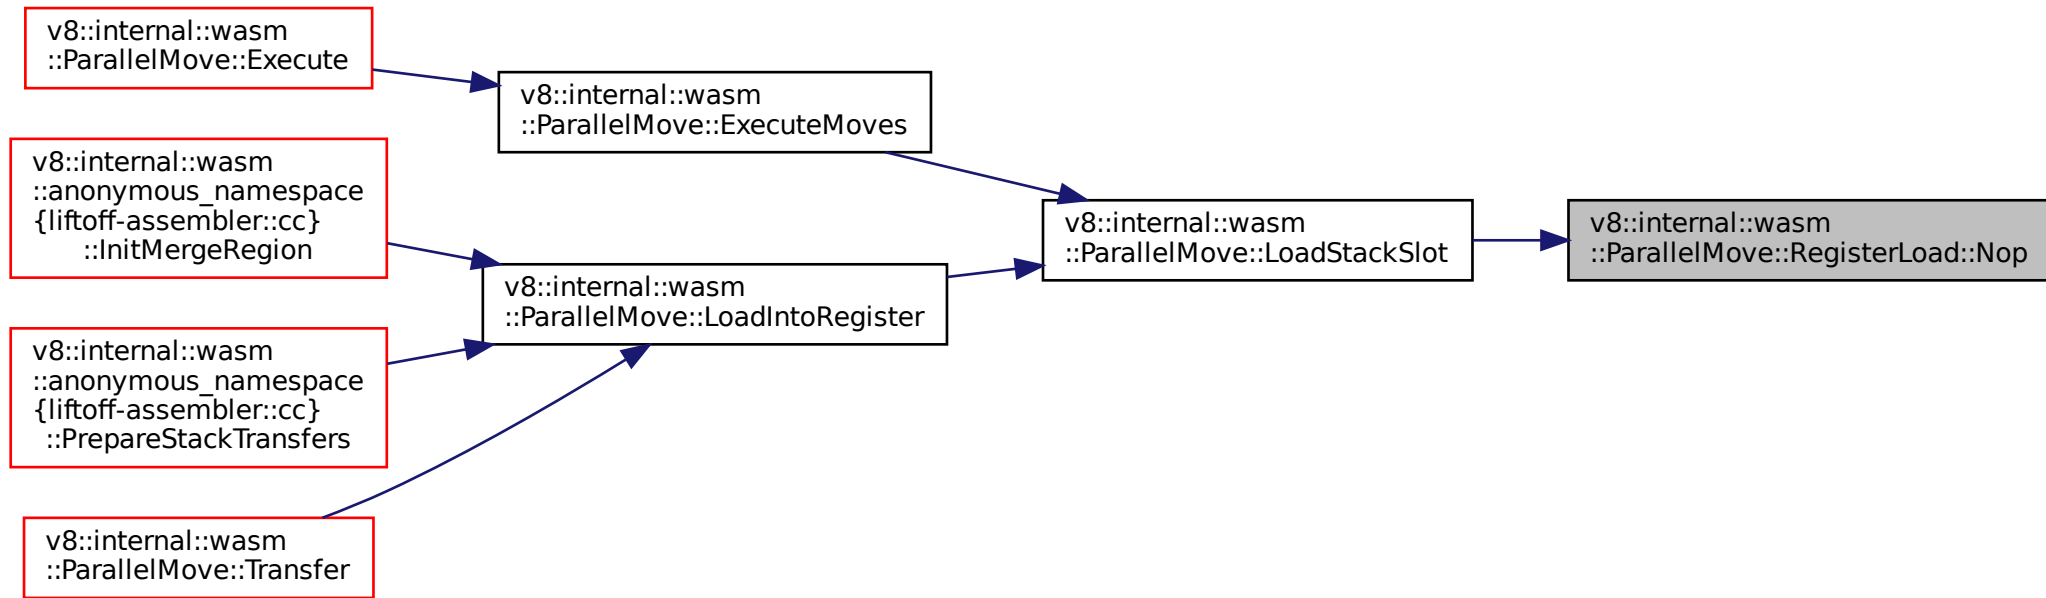 v8::internal::wasm
::ParallelMove::Execute
v8::internal::wasm
::ParallelMove::ExecuteMoves
v8::internal::wasm
::anonymous_namespace
{liftoff-assembler::cc}
::InitMergeRegion
v8::internal::wasm
::ParallelMove::LoadStackSlot
v8::internal::wasm
::ParallelMove::RegisterLoad::Nop
v8::internal::wasm
::ParallelMove::LoadIntoRegister
v8::internal::wasm
::anonymous_namespace
{liftoff-assembler::cc}
::PrepareStackTransfers
v8::internal::wasm
::ParallelMove::Transfer